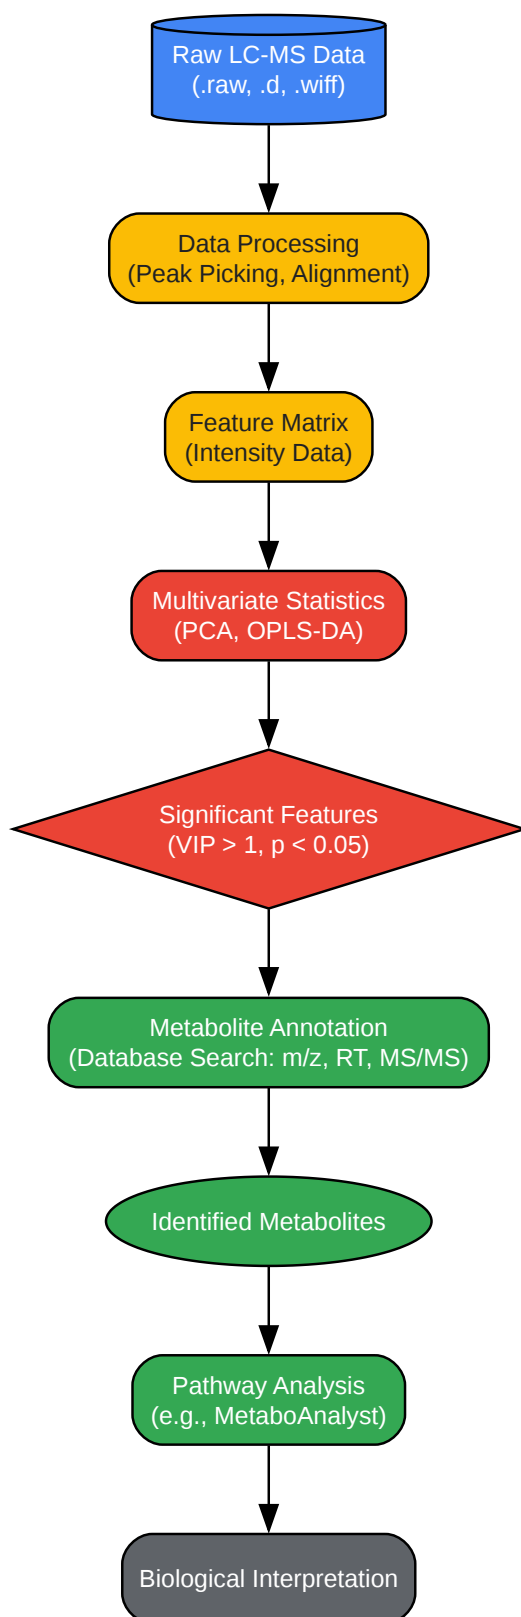 Raw LC-MS Data
(.raw, .d, .wiff)
Data Processing
(Peak Picking, Alignment)
Feature Matrix
(Intensity Data)
Multivariate Statistics
(PCA, OPLS-DA)
Significant Features
(VIP > 1, p < 0.05)
Metabolite Annotation
(Database Search: m/z, RT, MS/MS)
Identified Metabolites
Pathway Analysis
(e.g., MetaboAnalyst)
Biological Interpretation